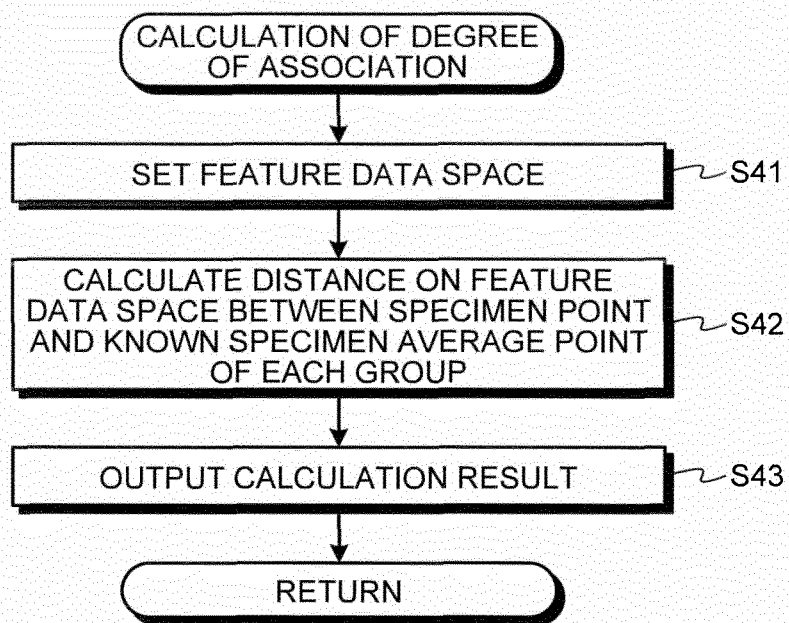 CALCULATION OF DEGREE
OF ASSOCIATION
SET FEATURE DATA SPACE
S41
CALCULATE DISTANCE ON FEATURE
DATA SPACE BETWEEN SPECIMEN POINT
AND KNOWN SPECIMEN AVERAGE POINT
OF EACH GROUP
S42
OUTPUT CALCULATION RESULT
S43
RETURN